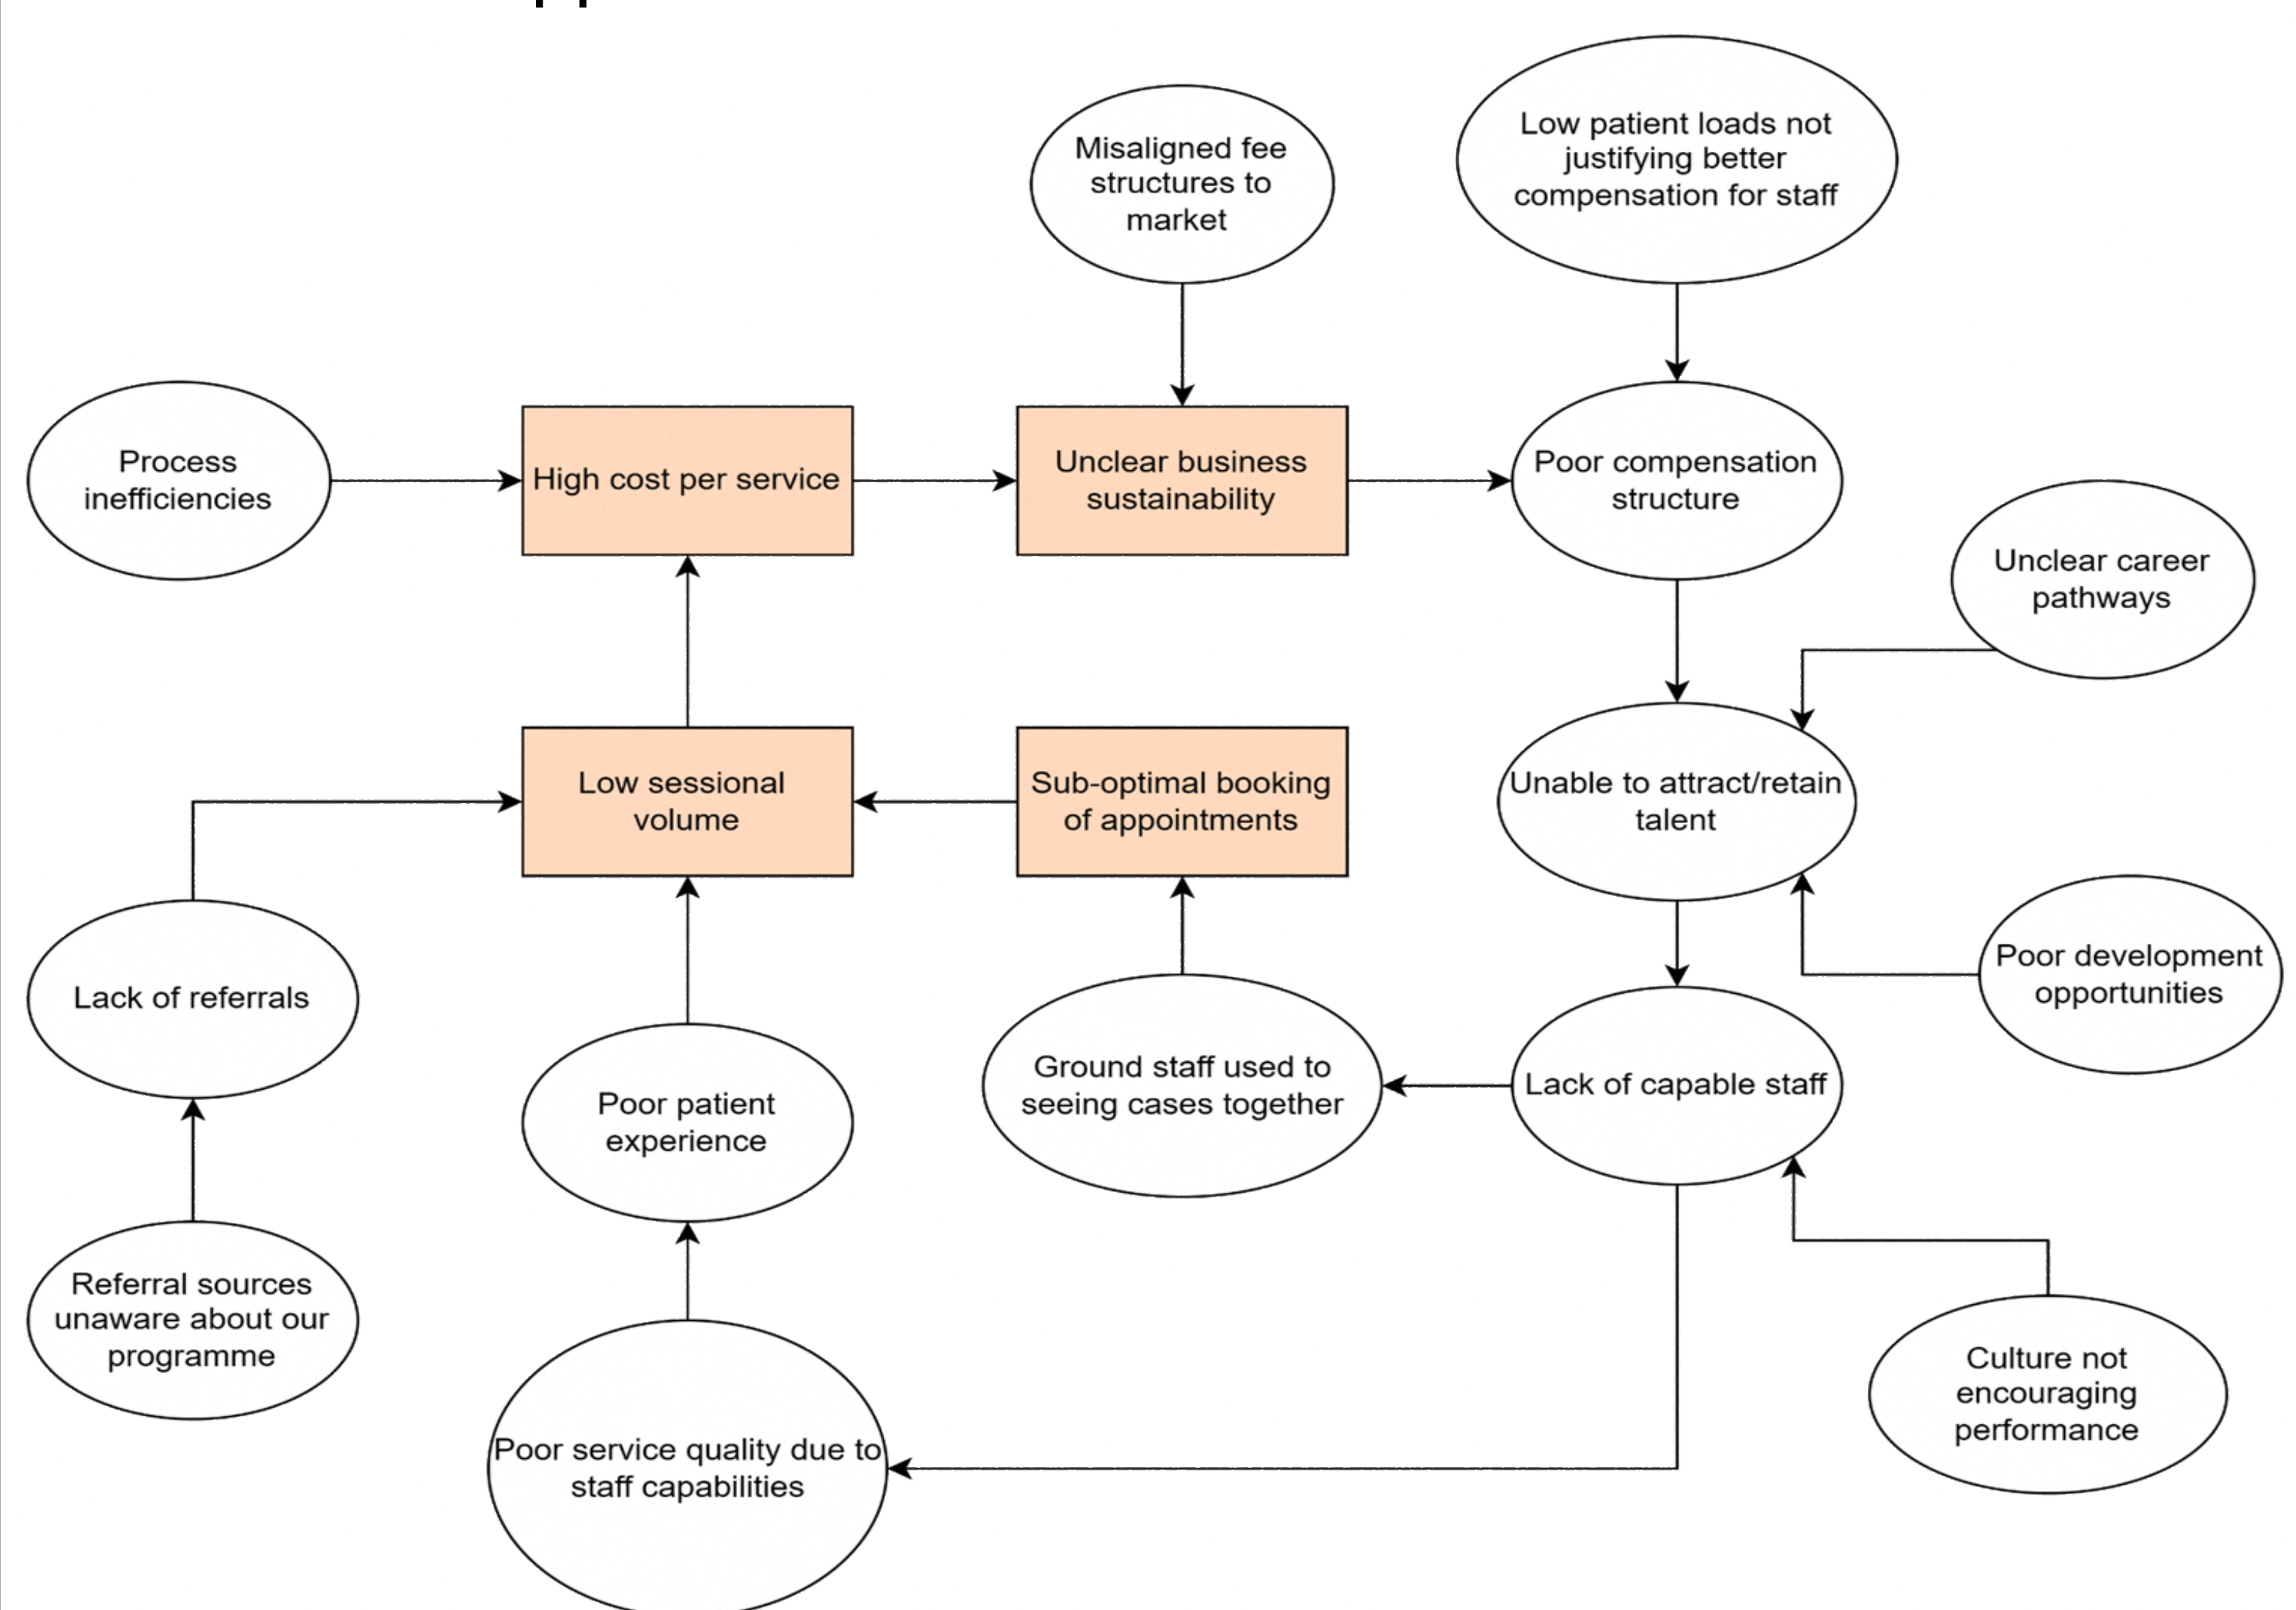 Misaligned fee
structures to
market
Low patient loads not
justifying better
compensation for staff
Process
inefficiencies
High cost per service
Unclear business
sustainability
Poor compensation
structure
Unclear career
pathways
Low sessional
volume
Sub-optimal booking
of appointments
Unable to attract/retain
talent
Lack of referrals
Poor patient
experience
Ground staff used to
seeing cases together
Lack of capable staff
Poor development
opportunities
Referral sources
unaware about our
programme
Poor service quality due to
staff capabilities
Culture not
encouraging
performance